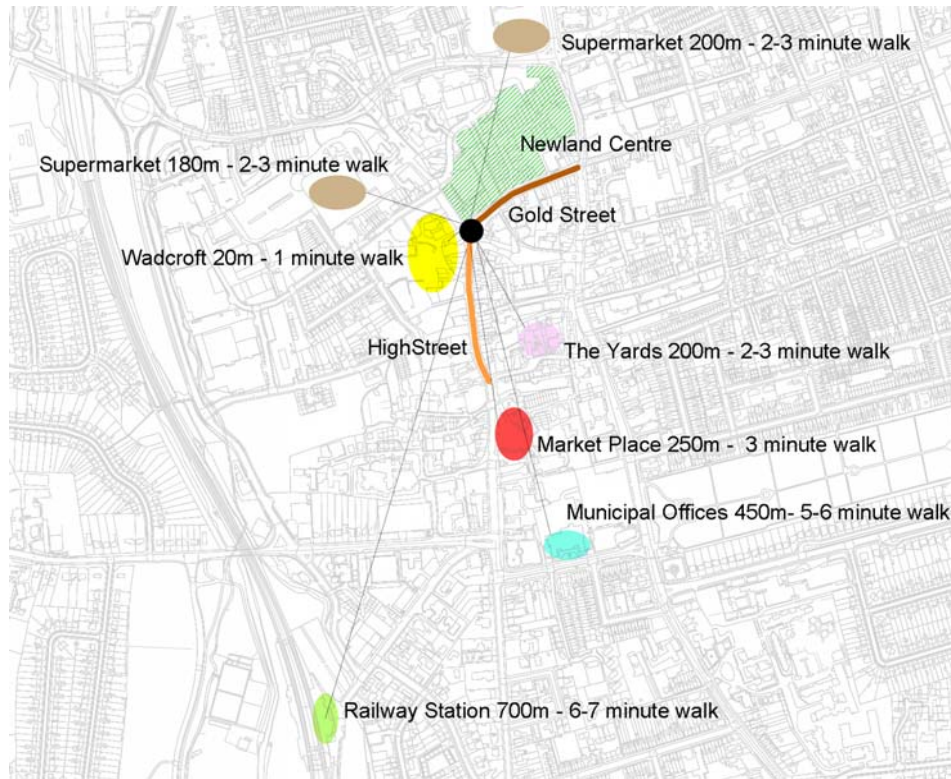 Supermarket 200m - 2-3 minute walk
Newland Centre
Supermarket 180m - 2-3 minute walk
Gold Street
Wadcroft 20m - 1 minute walk
HighStreet
The Yards 200m - 2-3 minute walk
Market Place 250m -  3 minute walk
Municipal Offices 450m- 5-6 minute walk
Railway Station 700m - 6-7 minute walk